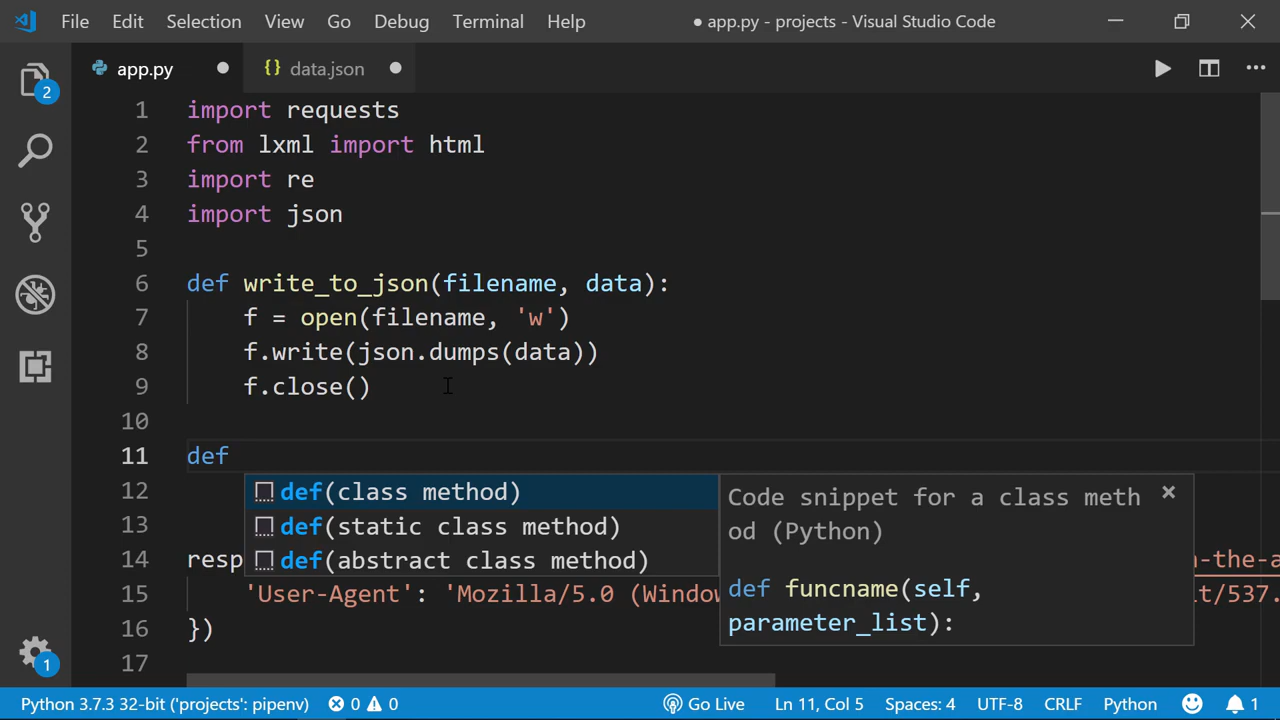 File Edit Selection View Go Debug Terminal Help ● app.py - projects - Visual Studio Code
app.py ● {} data.json ●
2
1 import requests
2 from lxml import html
3 import re
4 import json
5
6 def write_to_json(filename, data):
7 f = open(filename, 'w')
8 f.write(json.dumps(data))
9 f.close()
10
11 def
12 def(class method)
13 def(static class method)
14 resp def(abstract class method) n-the-a
Code snippet for a class meth
od (Python)
def funcname(self,
parameter_list):
15 'User-Agent': 'Mozilla/5.0 (Window it/537.
16 })
17
1
Python 3.7.3 32-bit ('projects': pipenv) 0 0 Go Live Ln 11, Col 5 Spaces: 4 UTF-8 CRLF Python 1